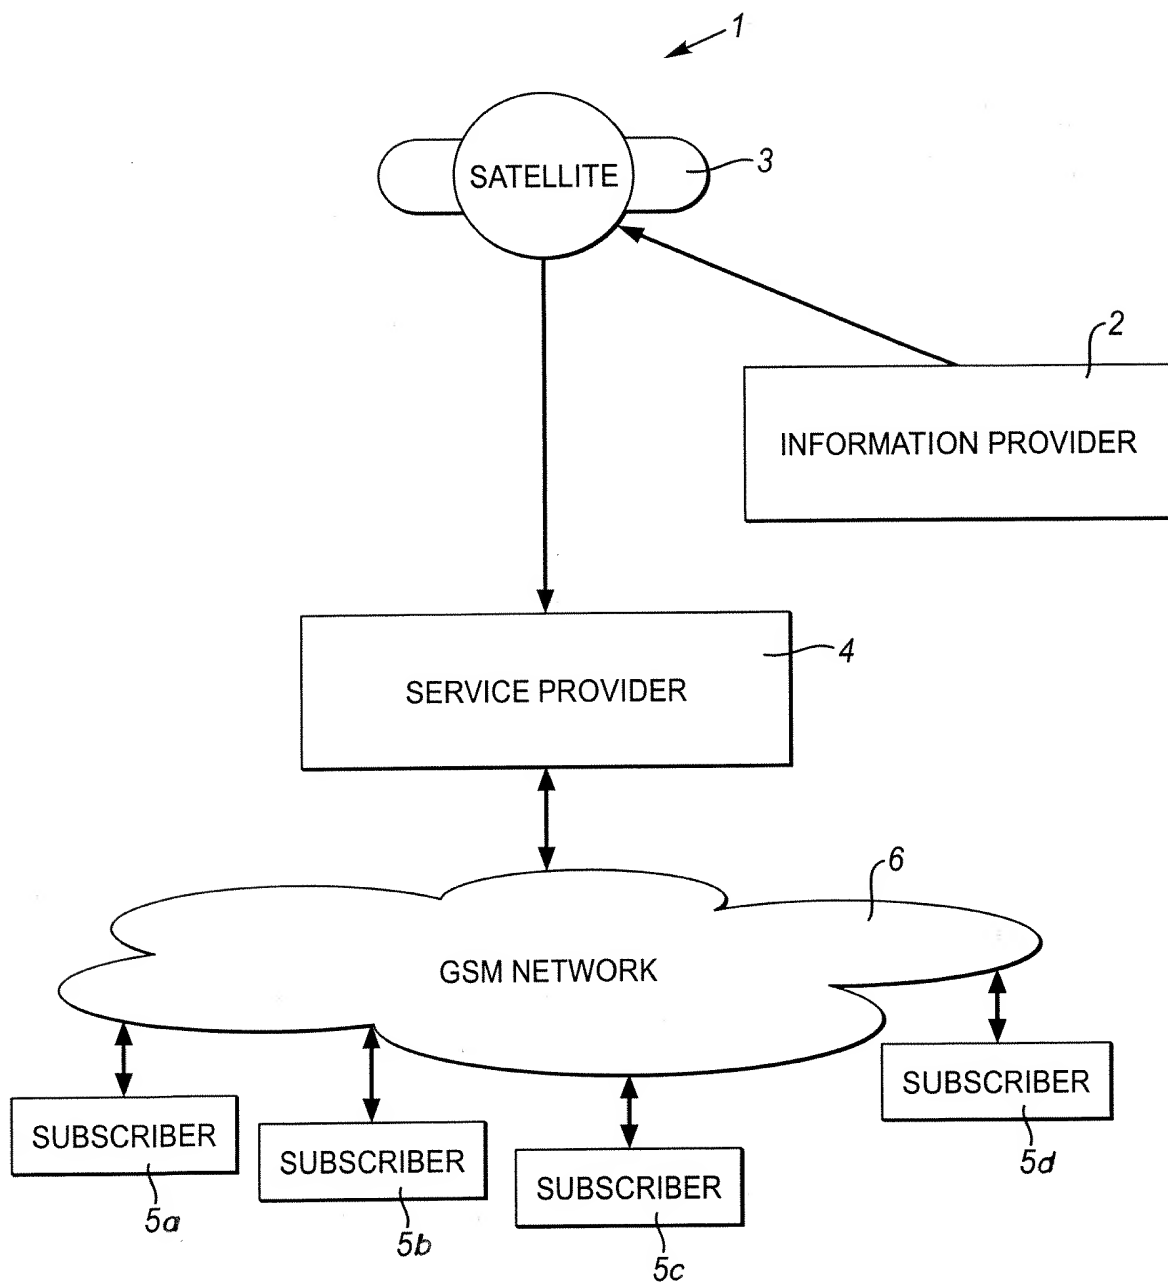 1
SATELLITE
3
2
INFORMATION PROVIDER
4
SERVICE PROVIDER
6
GSM NETWORK
SUBSCRIBER
5d
SUBSCRIBER
5a
SUBSCRIBER
5b
SUBSCRIBER
5c